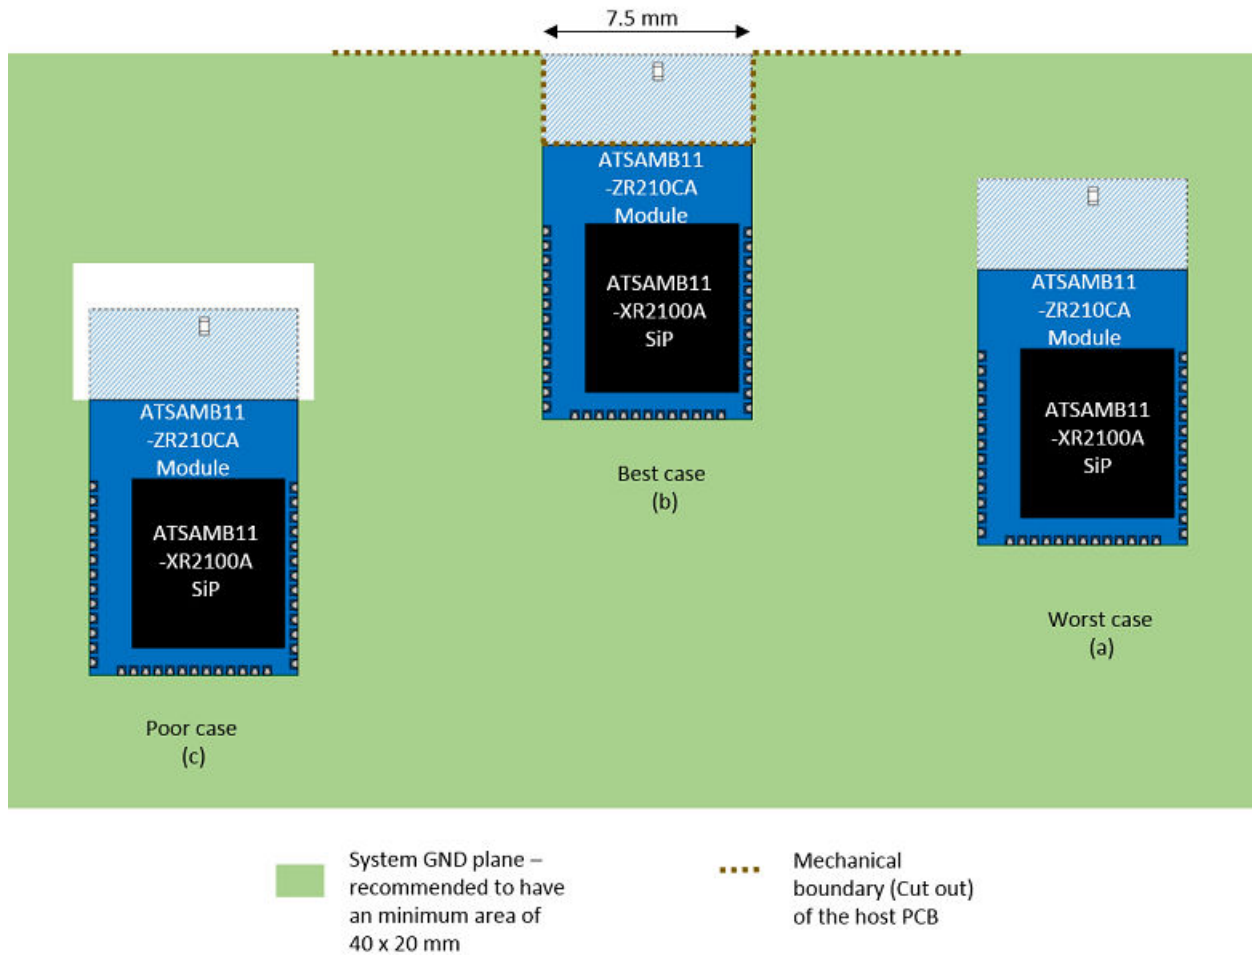 7.5 mm
ATSAMB11
-ZR210CA
Module
ATSAMB11
-XR2100A
SiP
Best case
(b)
ATSAMB11
-ZR210CA
Module
ATSAMB11
-XR2100A
SiP
Worst case
(a)
ATSAMB11
-ZR210CA
Module
ATSAMB11
-XR2100A
SiP
Poor case
(c)
System GND plane –
recommended to have
an minimum area of
40 x 20 mm
Mechanical
boundary (Cut out)
of the host PCB